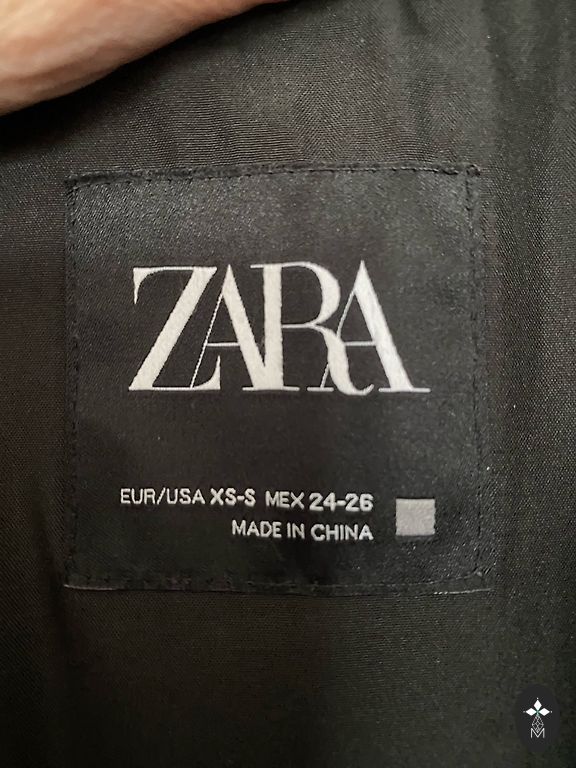 ZARA
EUR/USA XS-S MEX 24-26
MADE IN CHINA
M